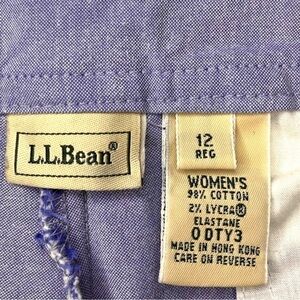 L.L.Bean®
12
REG
WOMEN'S
98% COTTON
2% LYCRA®
ELASTANE
0 DTY3
MADE IN HONG KONG
CARE ON REVERSE